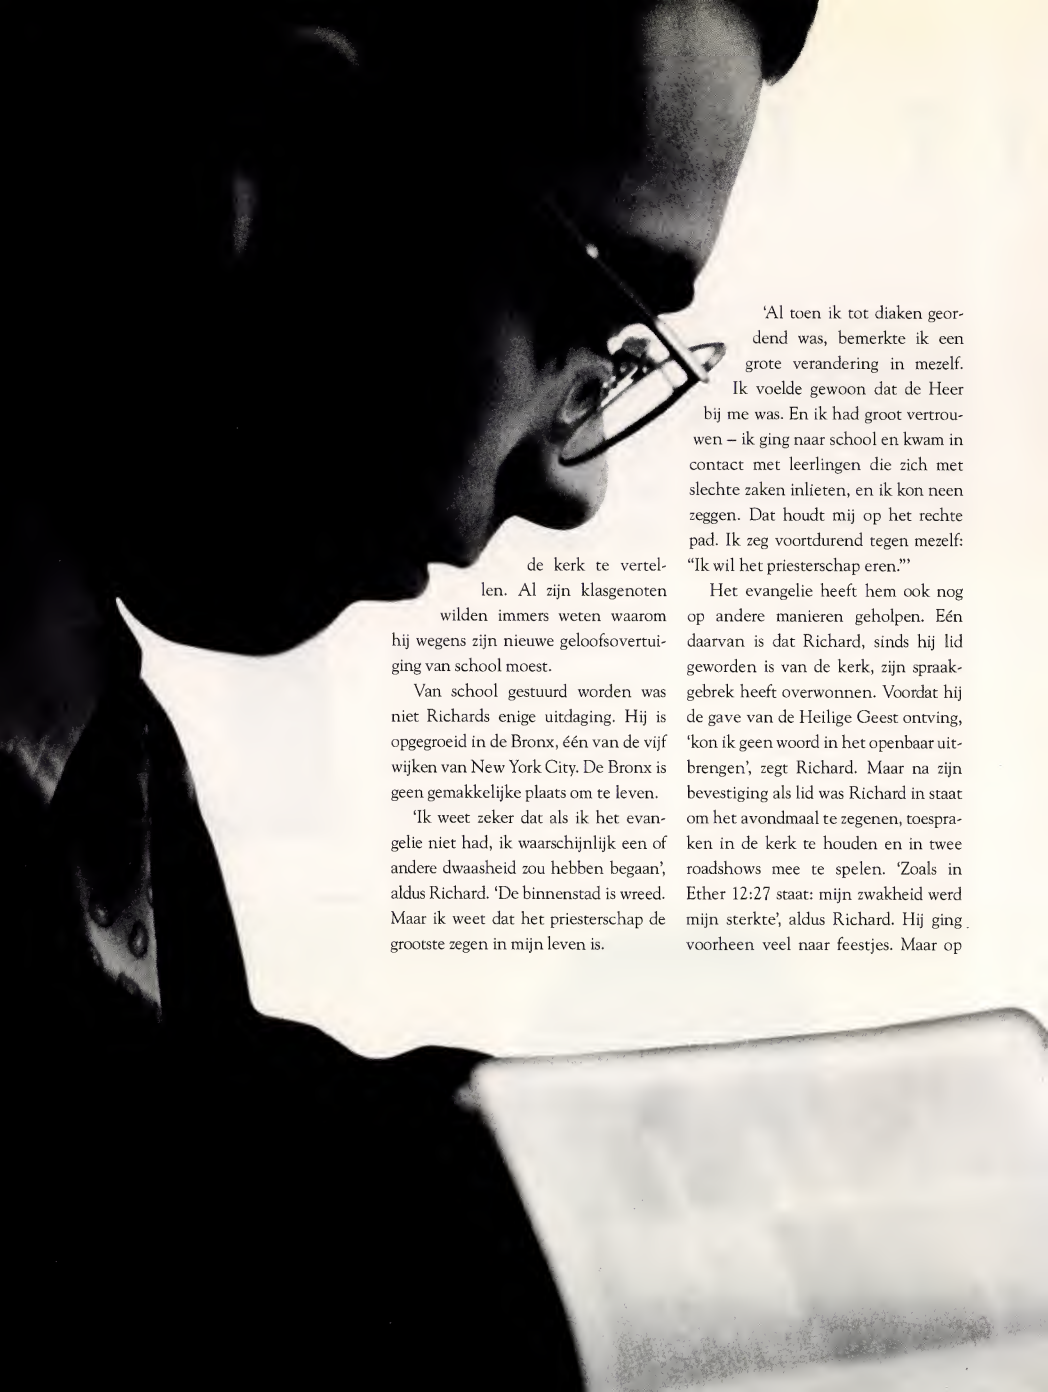 de kerk te vertel-
len. Al zijn klasgenoten
wilden immers weten waarom
hij wegens zijn nieuwe geloofsovertui-
ging van school moest.
Van school gestuurd worden was
niet Richards enige uitdaging. Hij is
opgegroeid in de Bronx, één van de vijf
wijken van New York City. De Bronx is
geen gemakkelijke plaats om te leven.
‘Ik weet zeker dat als ik het evan-
gelie niet had, ik waarschijnlijk een of
andere dwaasheid zou hebben begaan’,
aldus Richard. ‘De binnenstad is wreed.
Maar ik weet dat het priesterschap de
grootste zegen in mijn leven is.
‘Al toen ik tot diaken geor-
dend was, bemerkte ik een
grote verandering in mezelf.
Ik voelde gewoon dat de Heer
bij me was. En ik had groot vertrou-
wen – ik ging naar school en kwam in
contact met leerlingen die zich met
slechte zaken inlieten, en ik kon neen
zeggen. Dat houdt mij op het rechte
pad. Ik zeg voortdurend tegen mezelf:
“Ik wil het priesterschap eren.”’
Het evangelie heeft hem ook nog
op andere manieren geholpen. Eén
daarvan is dat Richard, sinds hij lid
geworden is van de kerk, zijn spraak-
gebrek heeft overwonnen. Voordat hij
de gave van de Heilige Geest ontving,
‘kon ik geen woord in het openbaar uit-
brengen’, zegt Richard. Maar na zijn
bevestiging als lid was Richard in staat
om het avondmaal te zegenen, toespra-
ken in de kerk te houden en in twee
roadshows mee te spelen. ‘Zoals in
Ether 12:27 staat: mijn zwakheid werd
mijn sterkte’, aldus Richard. Hij ging
voorheen veel naar feestjes. Maar op